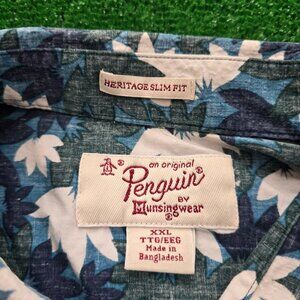 HERITAGE SLIM FIT
an original
Penguin®
BY
Munsingwear®
XXL
TTG/EEG
Made in
Bangladesh